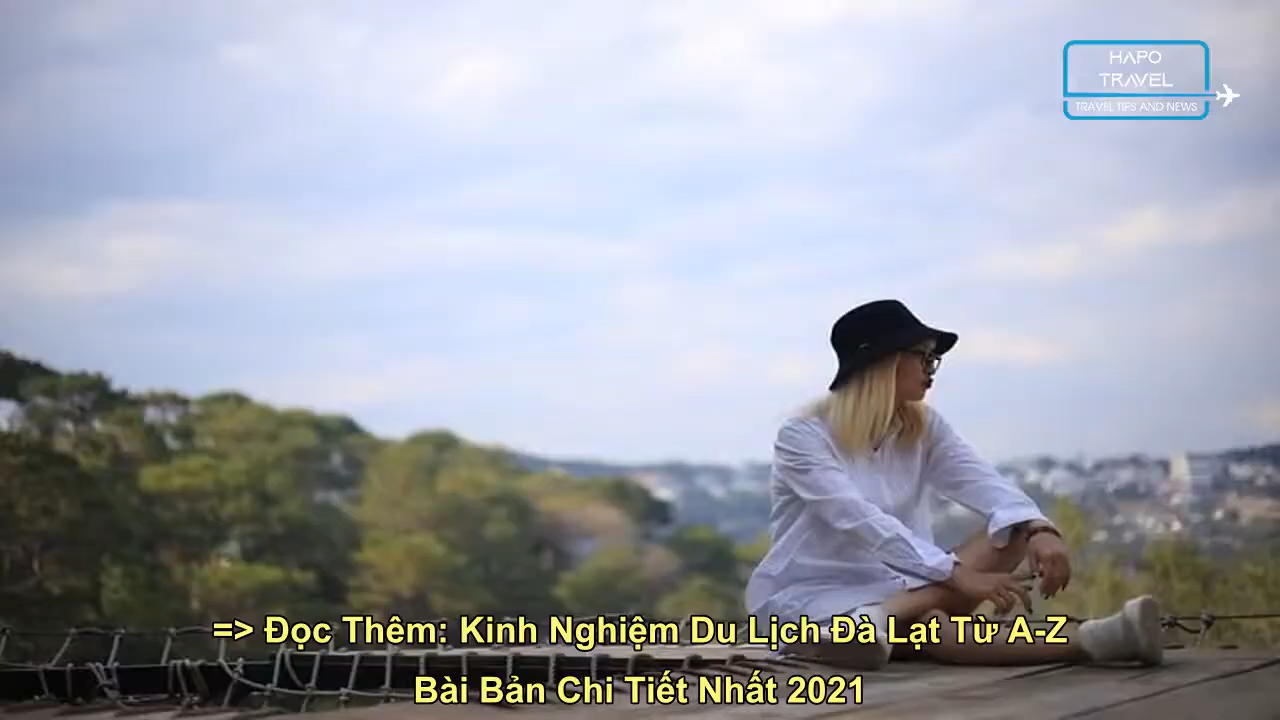 HAPO
TRAVEL
TRAVEL TIPS AND NEWS
=> Đọc Thêm: Kinh Nghiệm Du Lịch Đà Lạt Từ A-Z
Bài Bản Chi Tiết Nhất 2021